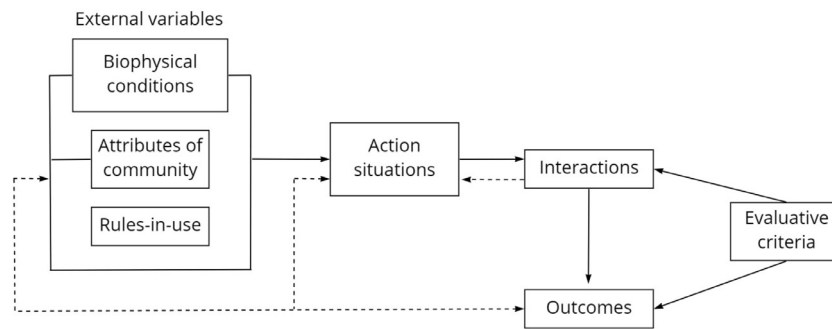 External variables
Biophysical
conditions
Attributes of
community
Rules-in-use
Action
situations
Interactions
Evaluative
criteria
Outcomes